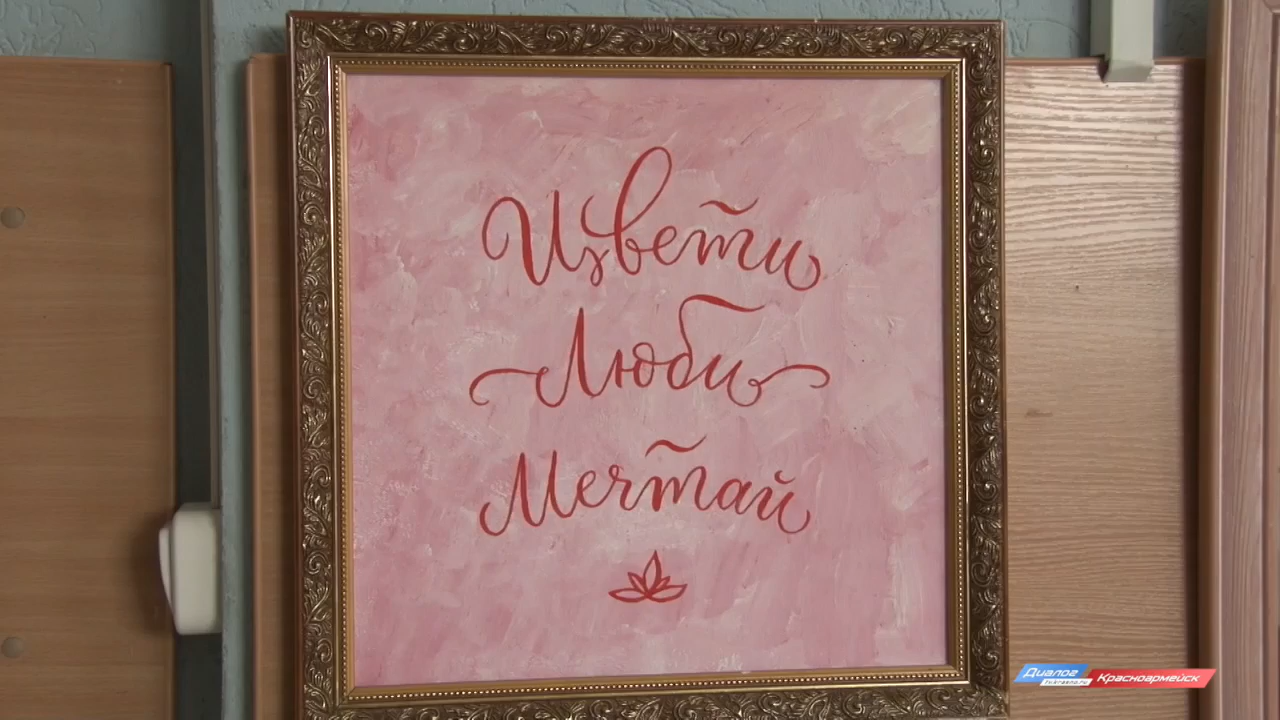 Цвети
Люби
Мечтай
Диалог
Красноармейск